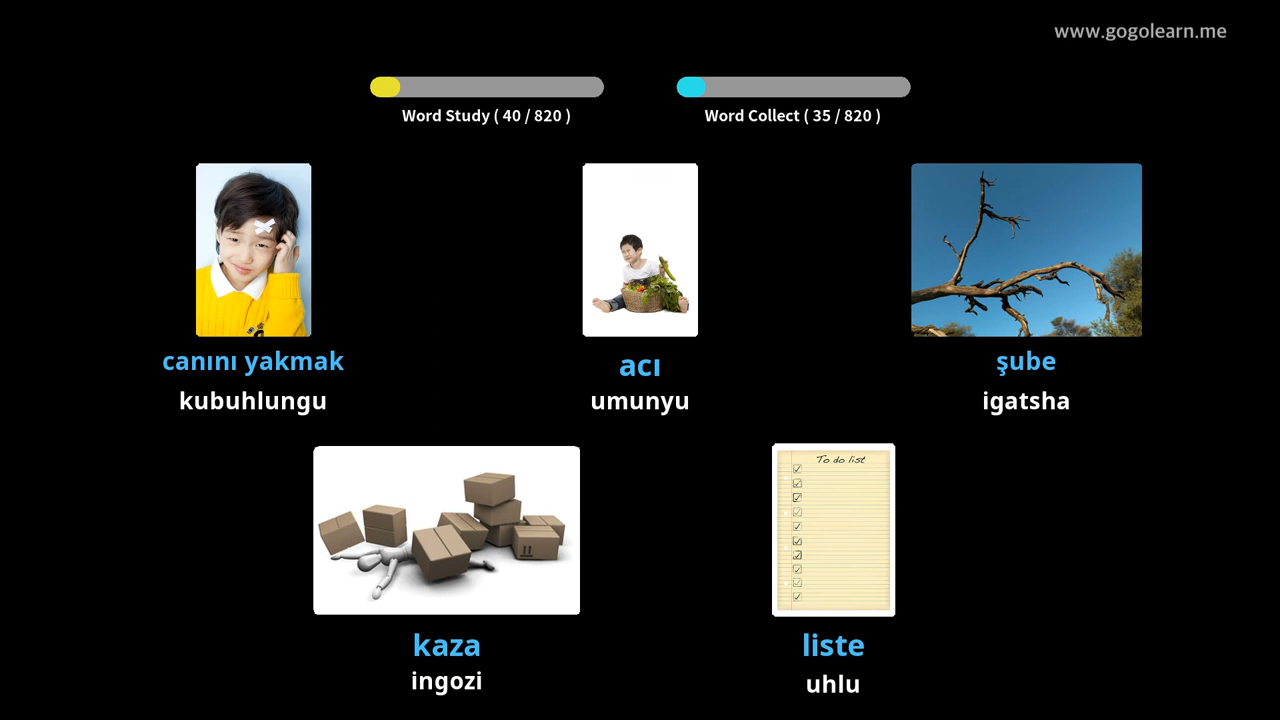 www.gogolearn.me
Word Study ( 40 / 820 )
Word Collect ( 35 / 820 )
canını yakmak
kubuhlungu
acı
umunyu
şube
igatsha
To do list
kaza
ingozi
liste
uhlu